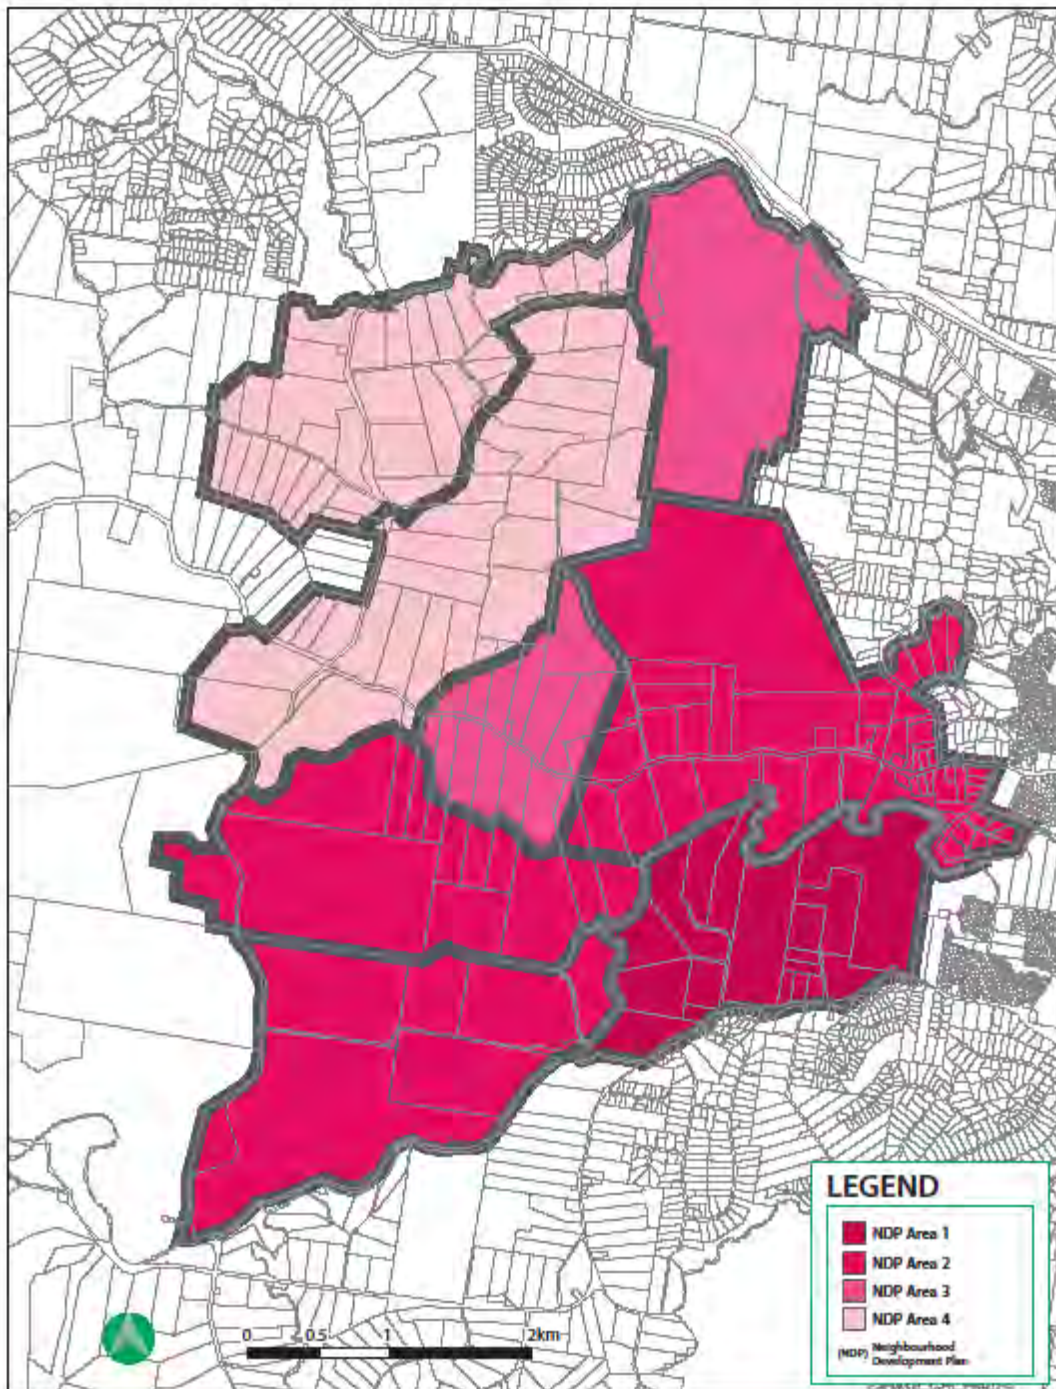 LEGEND
NDP Area 1
NDP Area 2
NDP Area 3
NDP Area 4
(NDP) Neighbourhood
Development Plan
0 0.5 1 2km